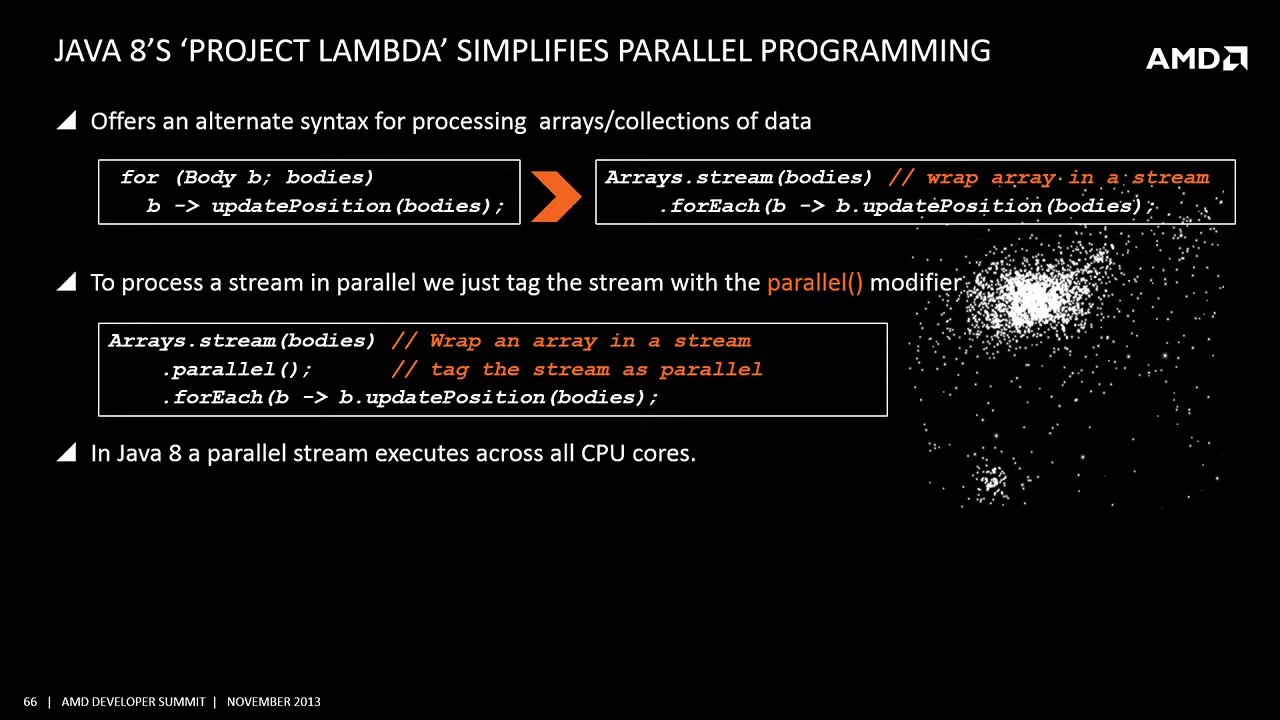 JAVA 8’S ‘PROJECT LAMBDA’ SIMPLIFIES PARALLEL PROGRAMMING
AMD
Offers an alternate syntax for processing arrays/collections of data
for (Body b; bodies)
b -> updatePosition(bodies);
Arrays.stream(bodies) // wrap array in a stream
.forEach(b -> b.updatePosition(bodies);
To process a stream in parallel we just tag the stream with the parallel() modifier
Arrays.stream(bodies) // Wrap an array in a stream
.parallel(); // tag the stream as parallel
.forEach(b -> b.updatePosition(bodies);
In Java 8 a parallel stream executes across all CPU cores.
66 | AMD DEVELOPER SUMMIT | NOVEMBER 2013